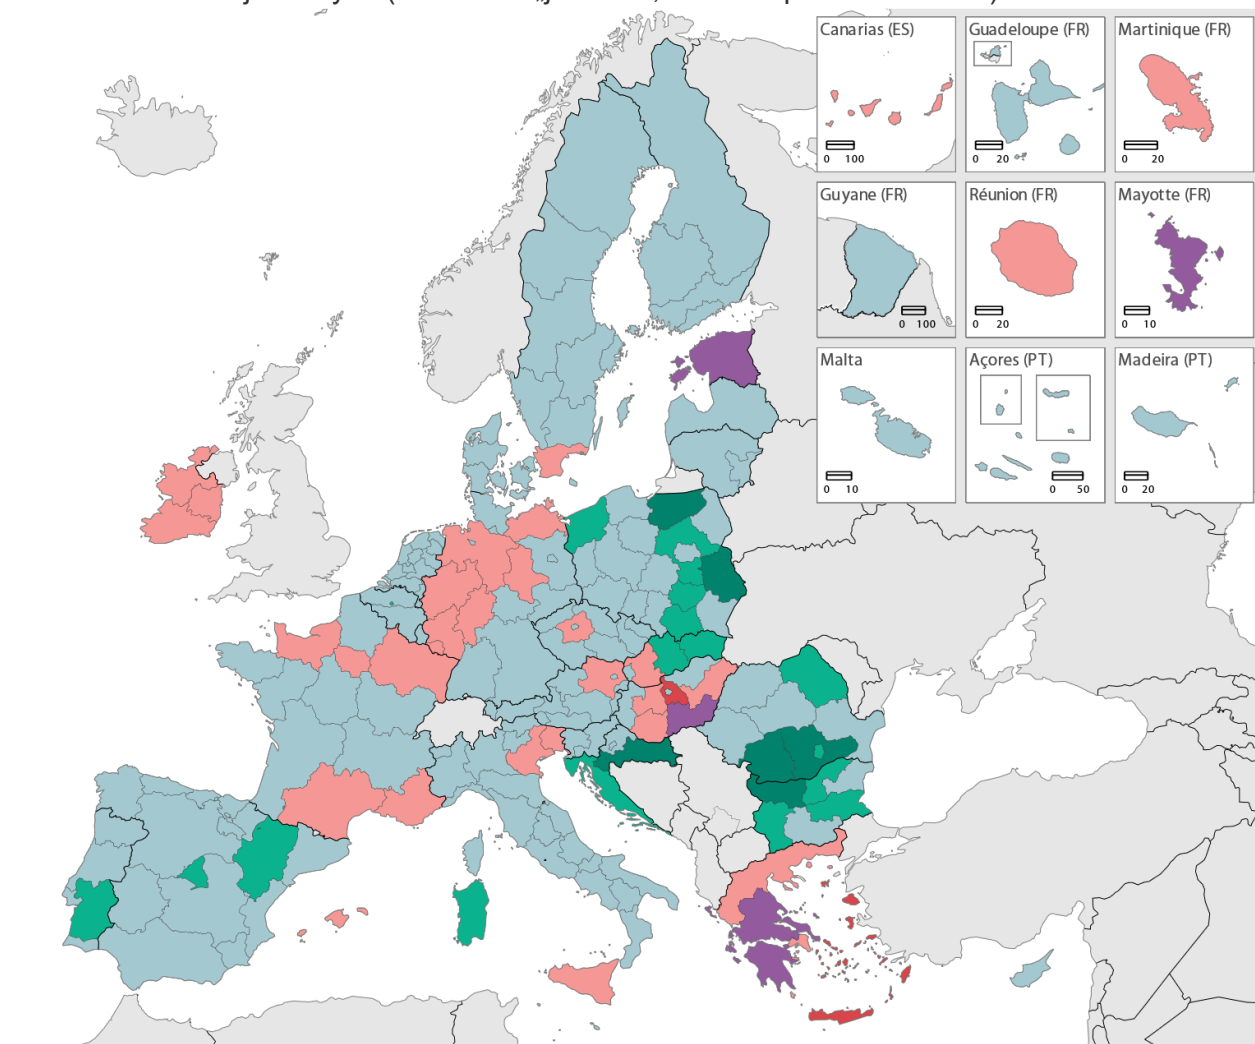 Canarias (ES)
0 100
Guadeloupe (FR)
0 20
Martinique (FR)
0 20
Guyane (FR)
0 100
Réunion (FR)
0 20
Mayotte (FR)
0 10
Malta
0 10
Açores (PT)
0 50
Madeira (PT)
0 20